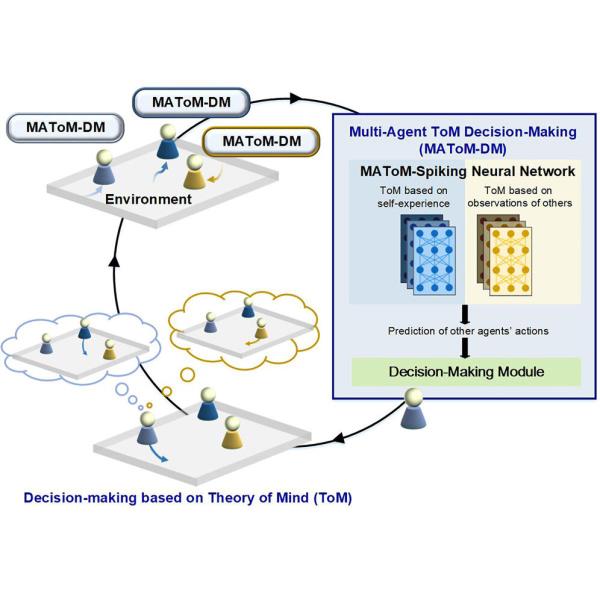 MAToM-DM
MAToM-DM
MAToM-DM
Environment
Multi-Agent ToM Decision-Making
(MAToM-DM)
MAToM-Spiking Neural Network
ToM based on
self-experience
ToM based on
observations of others
Prediction of other agents' actions
Decision-Making Module
Decision-making based on Theory of Mind (ToM)